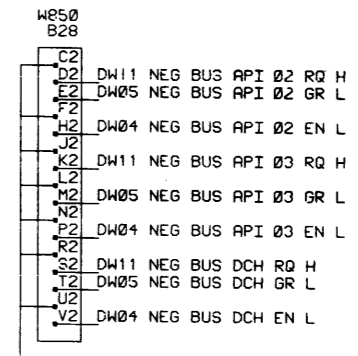 W850
B28
C2
D2 DW11 NEG BUS API 02 RQ H
E2 DW05 NEG BUS API 02 GR L
F2
H2 DW04 NEG BUS API 02 EN L
J2
K2 DW11 NEG BUS API 03 RQ H
L2
M2 DW05 NEG BUS API 03 GR L
N2
P2 DW04 NEG BUS API 03 EN L
R2
S2 DW11 NEG BUS DCH RQ H
T2 DW05 NEG BUS DCH GR L
U2
V2 DW04 NEG BUS DCH EN L